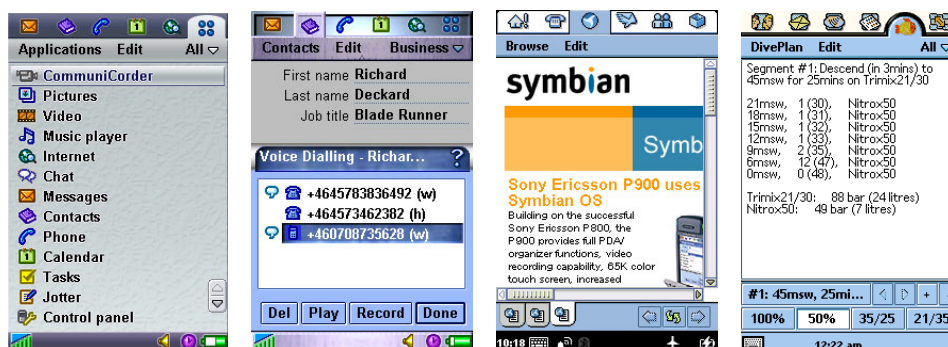 Applications Edit All
CommuniCorder
Pictures
Video
Music player
Internet
Chat
Messages
Contacts
Phone
Calendar
Tasks
Jotter
Control panel
Contacts Edit Business
First name Richard
Last name Deckard
Job title Blade Runner
Voice Dialling - Richar... ?
+4645783836492 (w)
+464573462382 (h)
+460708735628 (w)
Del Play Record Done
Browse Edit
symbian
Symb
Sony Ericsson P900 uses
Symbian OS
Building on the successful
Sony Ericsson P800, the
P900 provides full PDA/
organizer functions, video
recording capability, 65K color
touch screen, increased
10:18
DivePlan Edit All
Segment #1: Descend (in 3mins) to
45msw for 25mins on Trimix21/30
21msw, 1 (30), Nitrox50
18msw, 1 (31), Nitrox50
15msw, 1 (32), Nitrox50
12msw, 1 (33), Nitrox50
9msw, 2 (35), Nitrox50
6msw, 12 (47), Nitrox50
0msw, 0 (48), Nitrox50
Trimix21/30: 88 bar (24 litres)
Nitrox50: 49 bar (7 litres)
#1: 45msw, 25mi... +
100% 50% 35/25 21/35
12:22 am